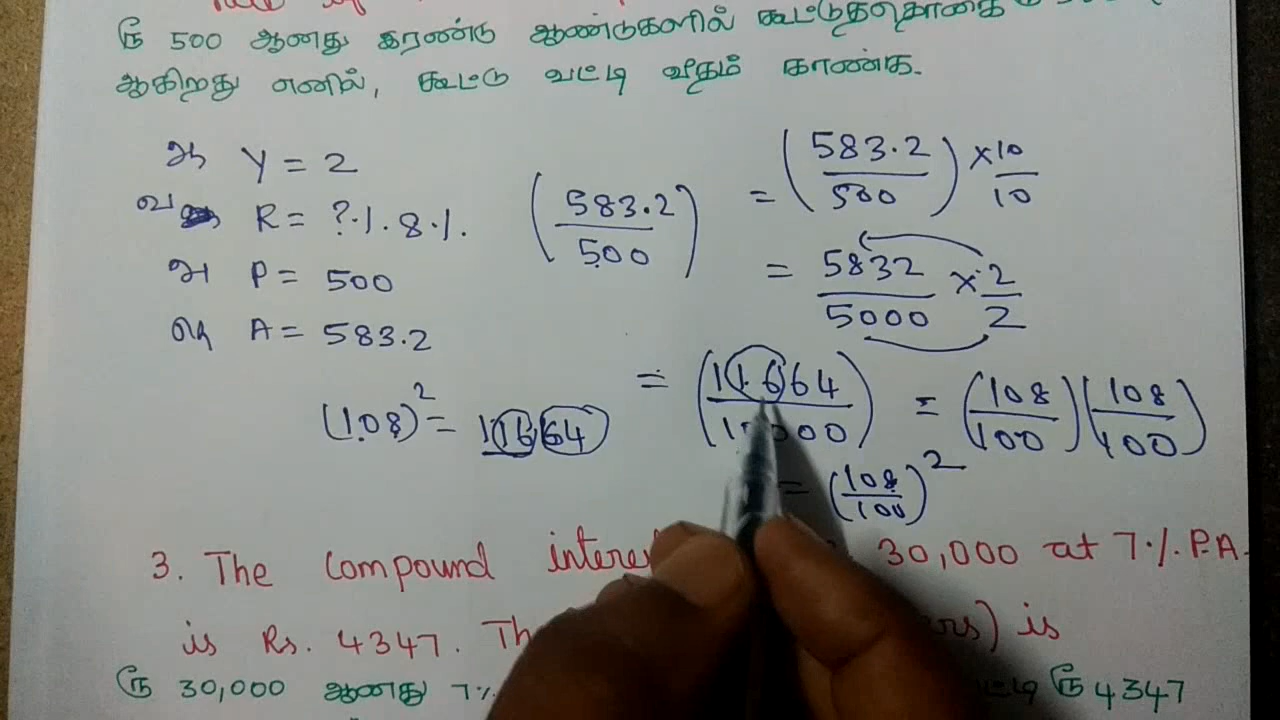 ரூ 500 ஆனது இரண்டு ஆண்டுகளில் கூட்டுத்தொகை ரூ
ஆகிறது எனில், கூட்டு வட்டி வீதம் காண்க.
ஆ Y = 2
வ R = ?·/. 8·/.
அ P = 500
தொ A = 583.2
(583.2/500)
= (583.2/500) × 10/10
= 5832/5000 × 2/2
(108)² = 11664
= (11664/10000) = (108/100)(108/100)
= (108/100)²
3. The compound 30,000 at 7·/. P.A.
is Rs. 4347. is
ரூ 30,000 ஆனது 7% ரூ 4347